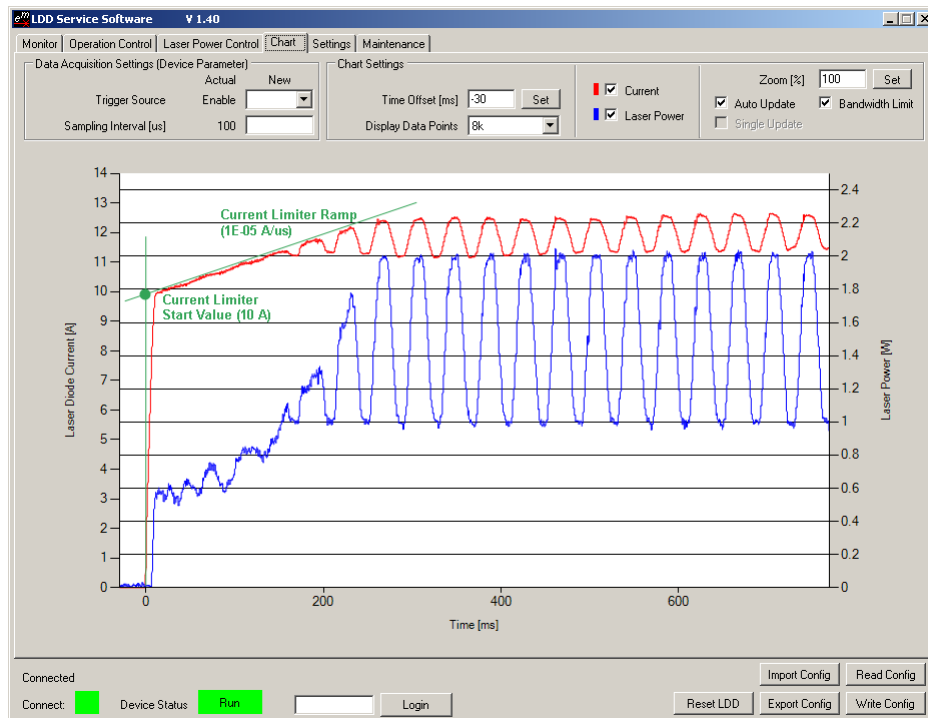 em LDD Service Software V 1.40
Monitor Operation Control Laser Power Control Chart Settings Maintenance
Data Acquisition Settings (Device Parameter)
Actual New
Trigger Source Enable
Sampling Interval [us] 100
Chart Settings
Time Offset [ms] -30 Set
Display Data Points 8k
Current
Laser Power
Zoom [%] 100 Set
Auto Update Bandwidth Limit
Single Update
14
13
12
11
10
9
8
7
6
5
4
3
2
1
0
Laser Diode Current [A]
Current Limiter Ramp
(1E-05 A/us)
Current Limiter
Start Value (10 A)
2.4
2.2
2
1.8
1.6
1.4
1.2
1
0.8
0.6
0.4
0.2
0
Laser Power [W]
0 200 400 600
Time [ms]
Connected
Connect: Device Status Run Login
Import Config Read Config
Reset LDD Export Config Write Config